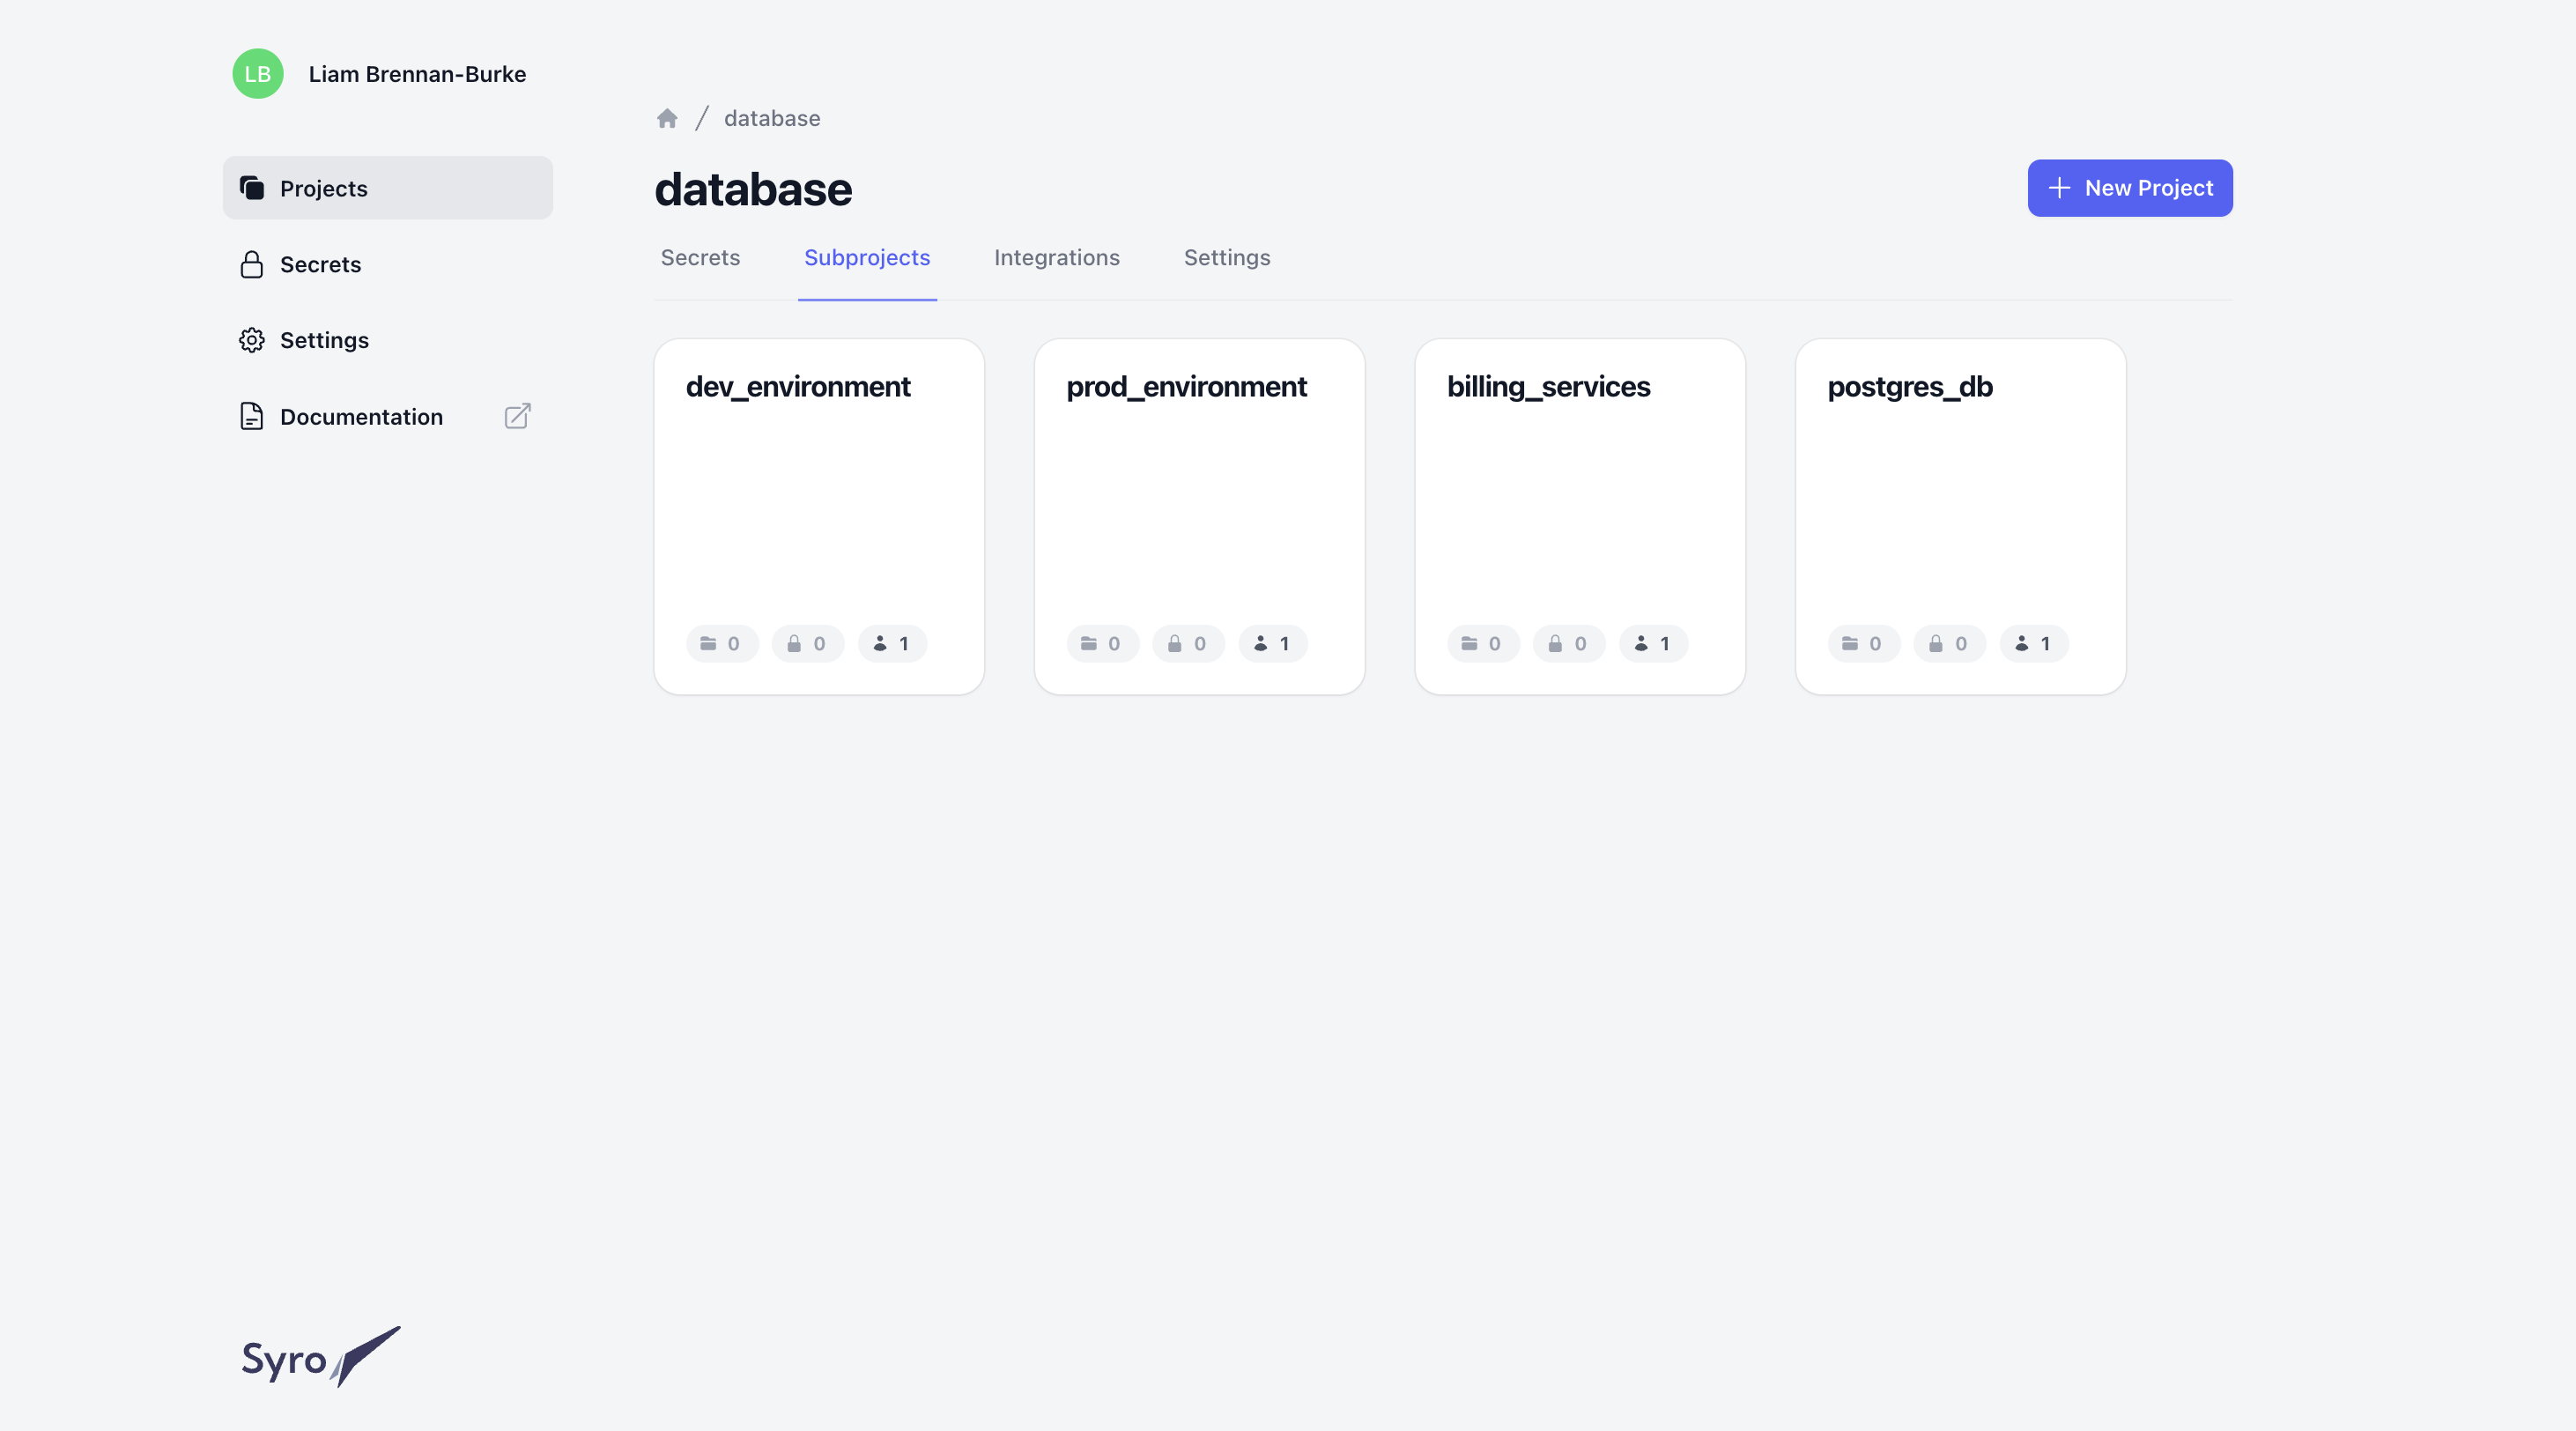 LB Liam Brennan-Burke
Projects
Secrets
Settings
Documentation
/ database
database
New Project
Secrets Subprojects Integrations Settings
dev_environment
0 0 1
prod_environment
0 0 1
billing_services
0 0 1
postgres_db
0 0 1
Syro